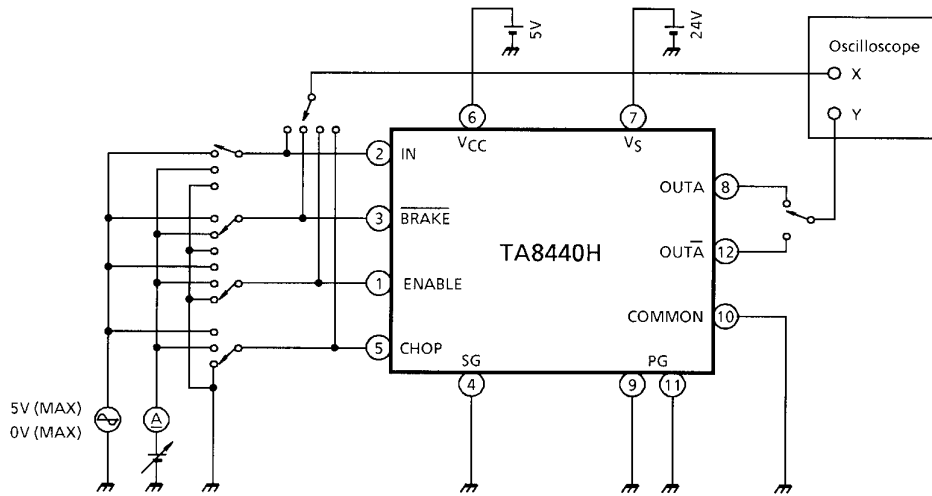 5V
24V
Oscilloscope
X
Y
6
7
VCC
VS
2 IN
OUTA 8
3 B̅R̅A̅K̅E̅
TA8440H
OUTA̅ 12
1 ENABLE
COMMON 10
5 CHOP
SG
PG
4
9
11
5V (MAX)
0V (MAX)
A